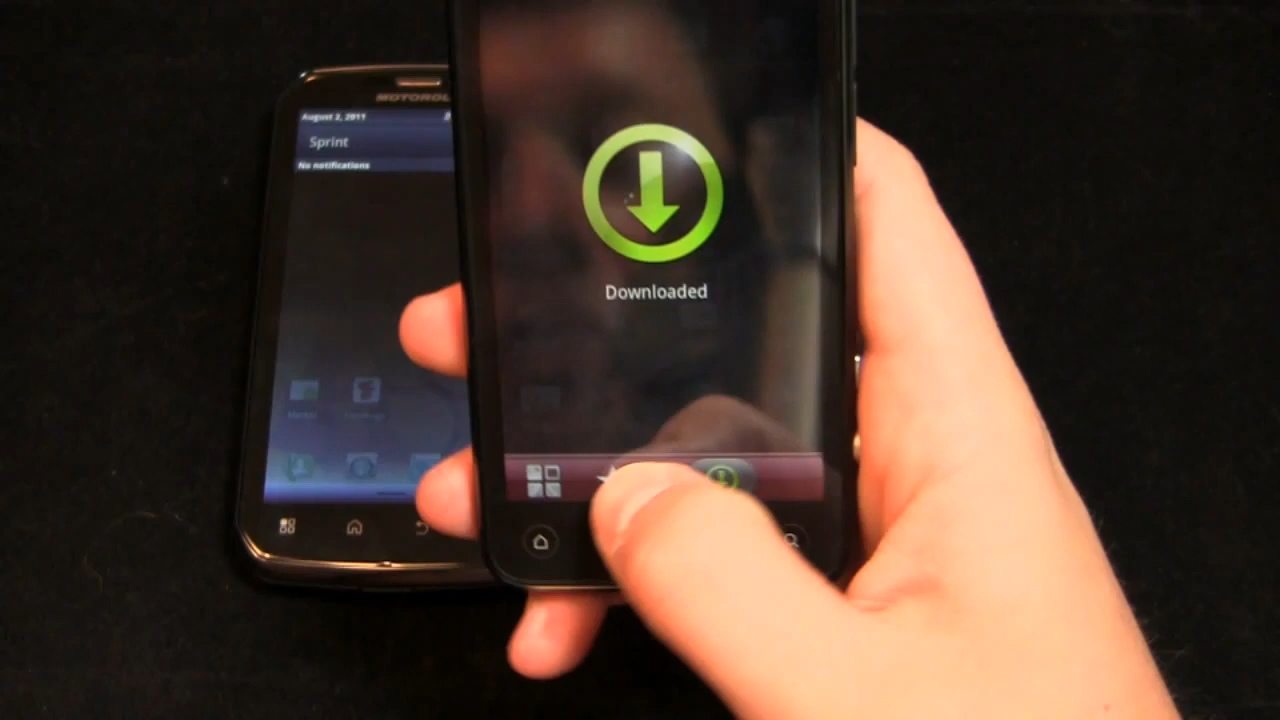 MOTOROL
August 2, 2011
Sprint
No notifications
Downloaded